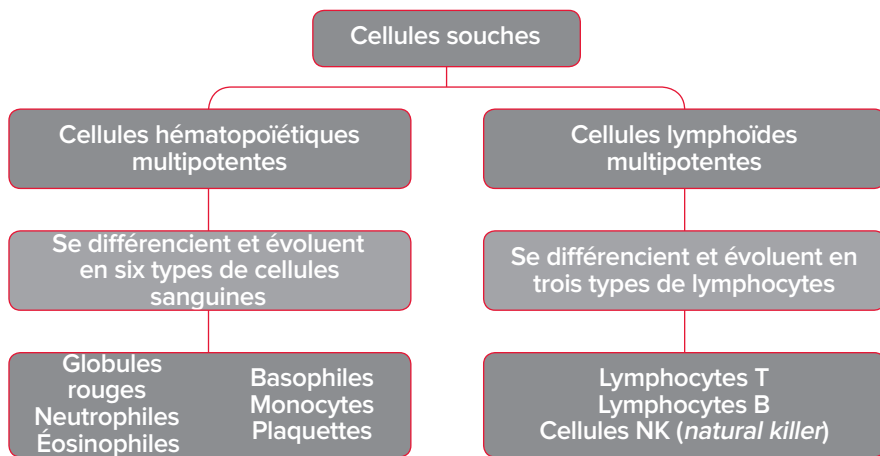 Cellules souches
Cellules hématopoïétiques
multipotentes
Cellules lymphoïdes
multipotentes
Se différencient et évoluent
en six types de cellules
sanguines
Se différencient et évoluent en
trois types de lymphocytes
Globules
rouges
Neutrophiles
Éosinophiles
Basophiles
Monocytes
Plaquettes
Lymphocytes T
Lymphocytes B
Cellules NK (natural killer)